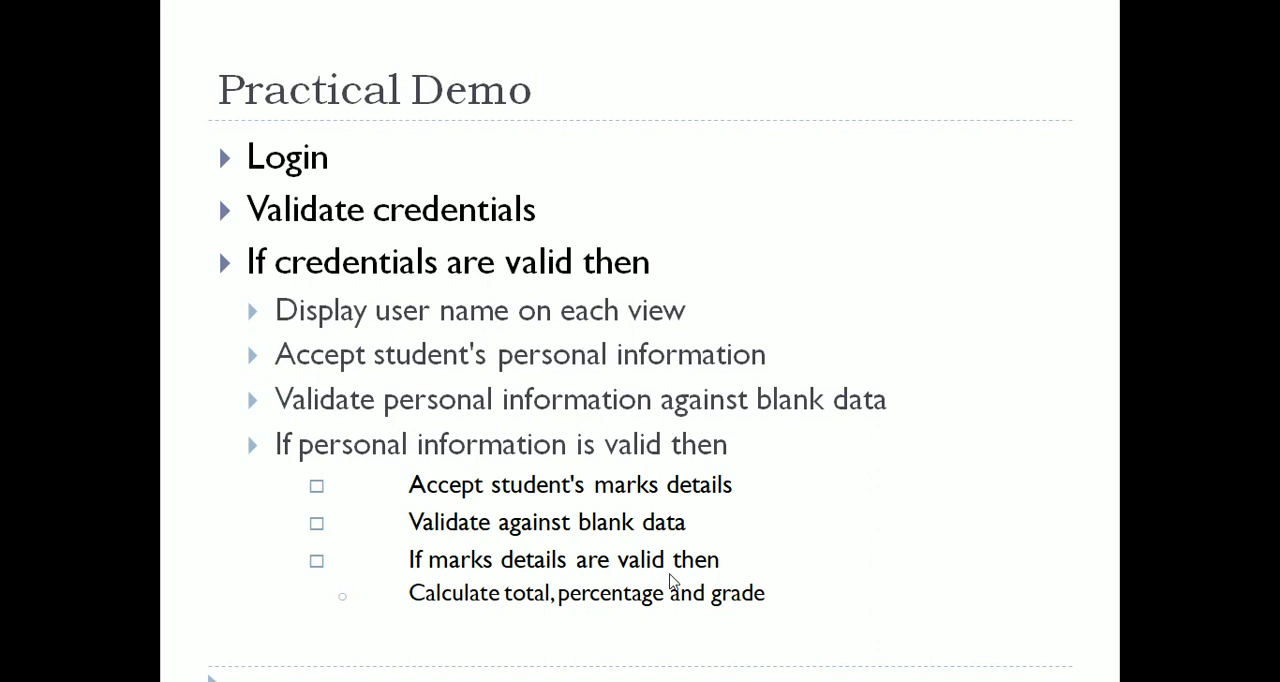 Practical Demo
Login
Validate credentials
If credentials are valid then
Display user name on each view
Accept student's personal information
Validate personal information against blank data
If personal information is valid then
Accept student's marks details
Validate against blank data
If marks details are valid then
Calculate total, percentage and grade